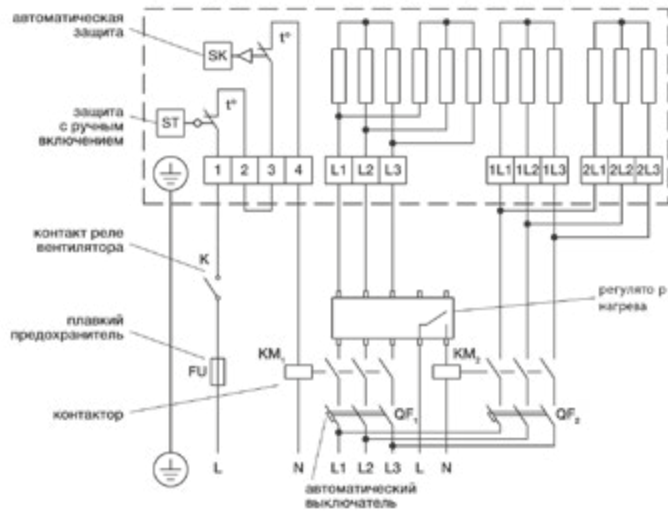 автоматическая
защита
SK
t°
защита
с ручным
включением
ST
t°
1 2 3 4 L1 L2 L3 1L1 1L2 1L3 2L1 2L2 2L3
контакт реле
вентилятора
K
регулято р
нагрева
плавкий
предохранитель
FU
KM₁
KM₂
контактор
QF₁
QF₂
L N L1 L2 L3 L N
автоматический
выключатель